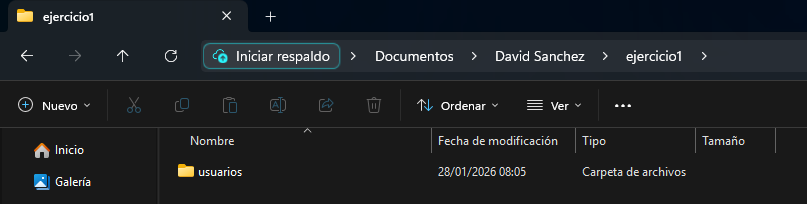 ejercicio1
Iniciar respaldo > Documentos > David Sanchez > ejercicio1 >
Nuevo Ordenar Ver
Nombre Fecha de modificación Tipo Tamaño
Inicio
usuarios 28/01/2026 08:05 Carpeta de archivos
Galería